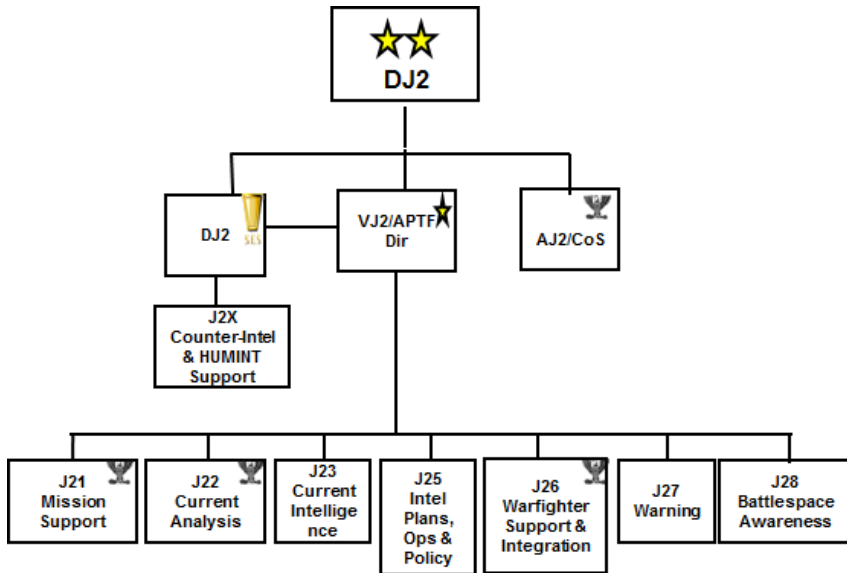 DJ2
DJ2
SES
VJ2/APTF
Dir
AJ2/CoS
J2X
Counter-Intel
& HUMINT
Support
J21
Mission
Support
J22
Current
Analysis
J23
Current
Intellige
nce
J25
Intel
Plans,
Ops &
Policy
J26
Warfighter
Support &
Integration
J27
Warning
J28
Battlespace
Awareness